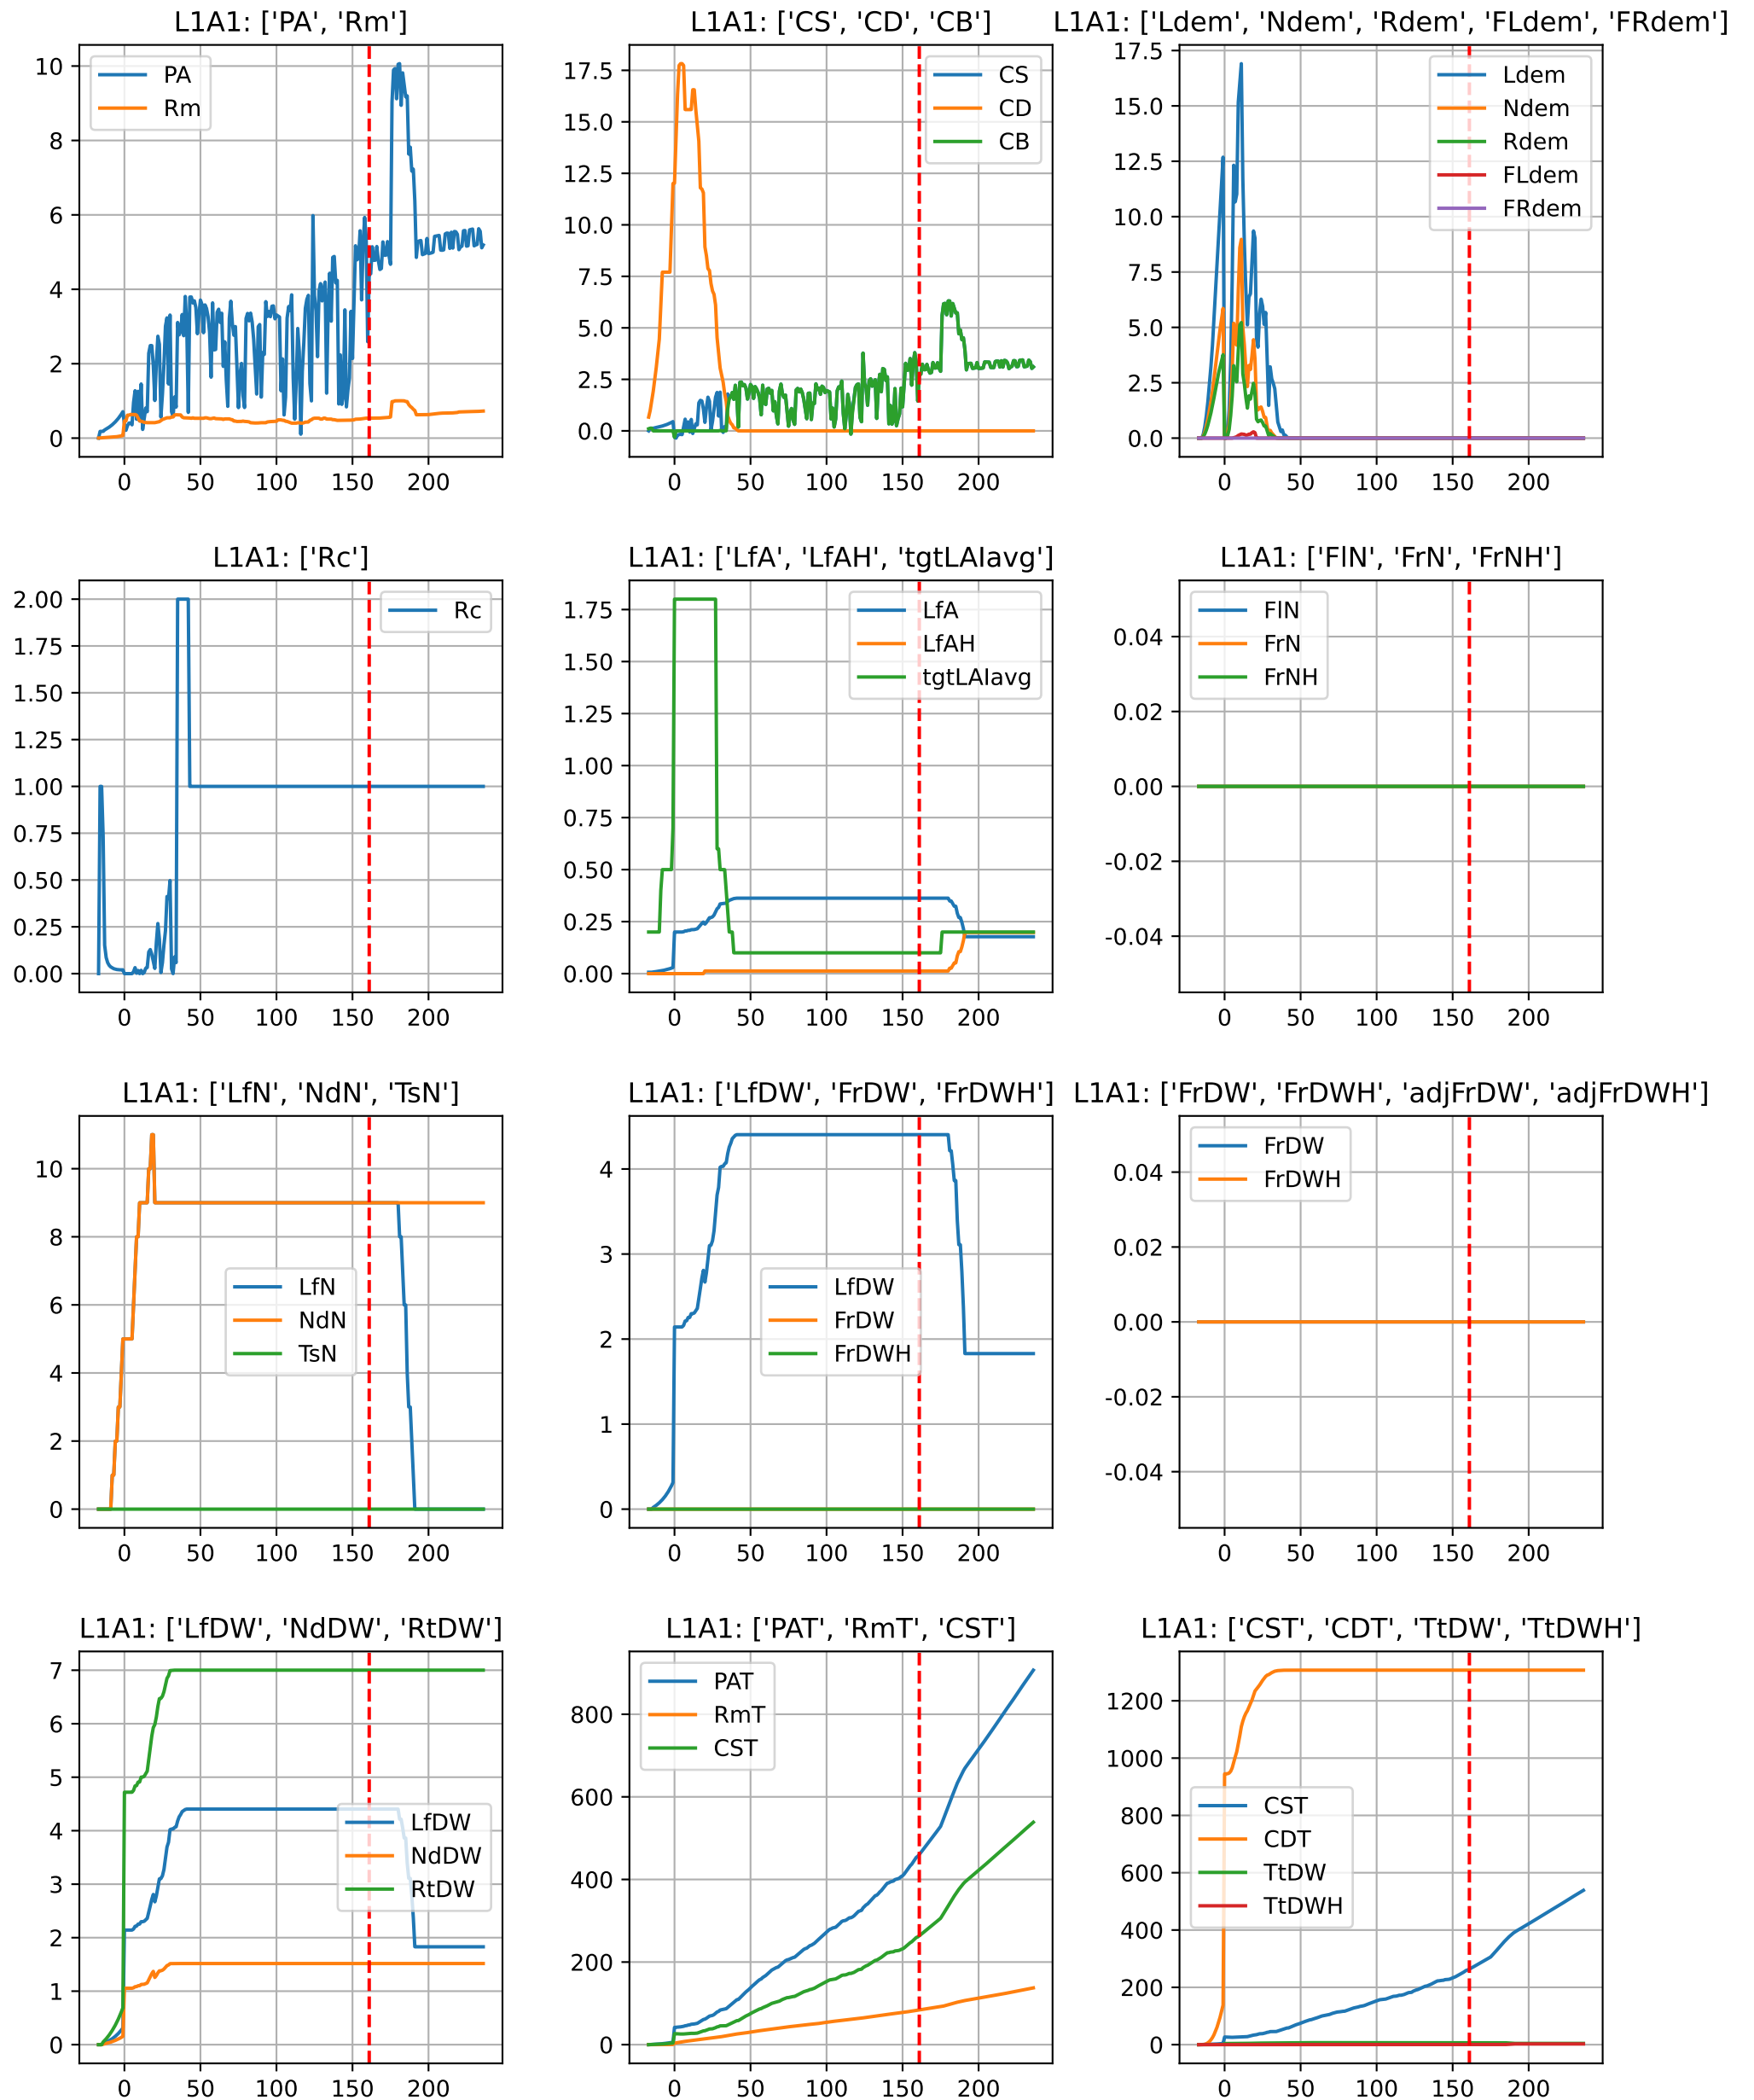 L1A1: ['PA', 'Rm']
10
8
6
4
2
0
0 50 100 150 200
PA
Rm
L1A1: ['CS', 'CD', 'CB']
17.5
15.0
12.5
10.0
7.5
5.0
2.5
0.0
0 50 100 150 200
CS
CD
CB
L1A1: ['Ldem', 'Ndem', 'Rdem', 'FLdem', 'FRdem']
17.5
15.0
12.5
10.0
7.5
5.0
2.5
0.0
0 50 100 150 200
Ldem
Ndem
Rdem
FLdem
FRdem
L1A1: ['Rc']
2.00
1.75
1.50
1.25
1.00
0.75
0.50
0.25
0.00
0 50 100 150 200
Rc
L1A1: ['LfA', 'LfAH', 'tgtLAIavg']
1.75
1.50
1.25
1.00
0.75
0.50
0.25
0.00
0 50 100 150 200
LfA
LfAH
tgtLAIavg
L1A1: ['FlN', 'FrN', 'FrNH']
0.04
0.02
0.00
-0.02
-0.04
0 50 100 150 200
FlN
FrN
FrNH
L1A1: ['LfN', 'NdN', 'TsN']
10
8
6
4
2
0
0 50 100 150 200
LfN
NdN
TsN
L1A1: ['LfDW', 'FrDW', 'FrDWH']
4
3
2
1
0
0 50 100 150 200
LfDW
FrDW
FrDWH
L1A1: ['FrDW', 'FrDWH', 'adjFrDW', 'adjFrDWH']
0.04
0.02
0.00
-0.02
-0.04
0 50 100 150 200
FrDW
FrDWH
L1A1: ['LfDW', 'NdDW', 'RtDW']
7
6
5
4
3
2
1
0
0 50 100 150 200
LfDW
NdDW
RtDW
L1A1: ['PAT', 'RmT', 'CST']
800
600
400
200
0
0 50 100 150 200
PAT
RmT
CST
L1A1: ['CST', 'CDT', 'TtDW', 'TtDWH']
1200
1000
800
600
400
200
0
0 50 100 150 200
CST
CDT
TtDW
TtDWH